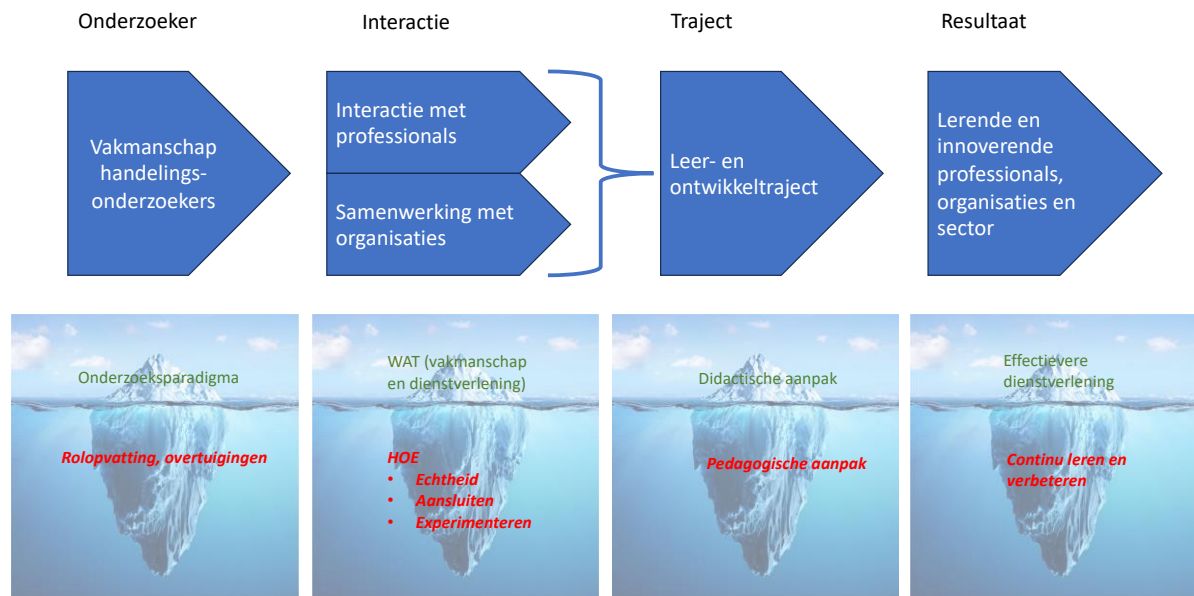 Onderzoeker
Interactie
Traject
Resultaat
Vakmanschap
handelings-
onderzoekers
Interactie met
professionals
Samenwerking met
organisaties
Leer- en
ontwikkeltraject
Lerende en
innoverende
professionals,
organisaties en
sector
Onderzoeksparadigma
Rolopvatting, overtuigingen
WAT (vakmanschap
en dienstverlening)
HOE
• Echtheid
• Aansluiten
• Experimenteren
Didactische aanpak
Pedagogische aanpak
Effectievere
dienstverlening
Continu leren en
verbeteren